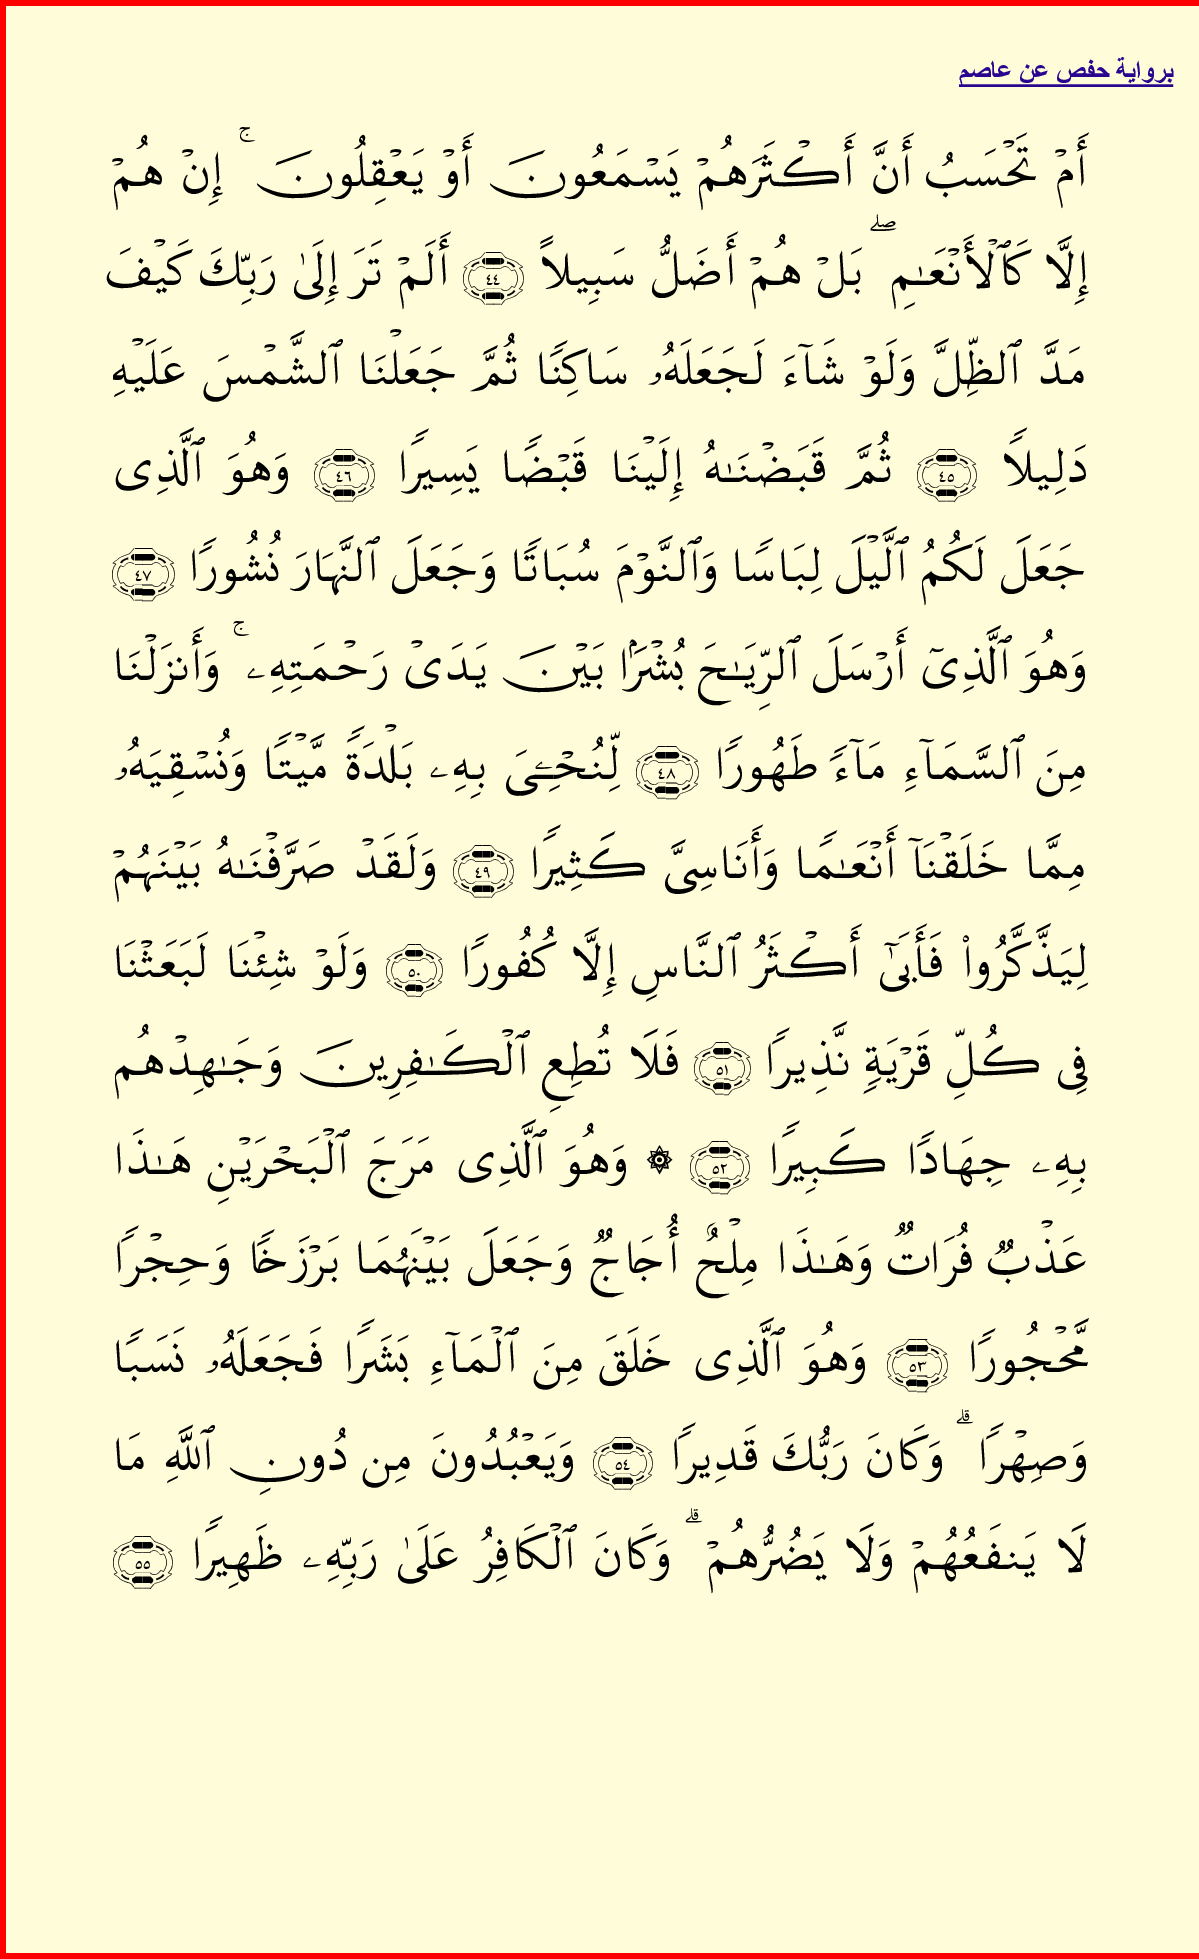 برواية حفص عن عاصم
أَمْ تَحْسَبُ أَنَّ أَكْثَرَهُمْ يَسْمَعُونَ أَوْ يَعْقِلُونَ ۚ إِنْ هُمْ
إِلَّا كَٱلْأَنْعَـٰمِ ۖ بَلْ هُمْ أَضَلُّ سَبِيلاً ٤٤ أَلَمْ تَرَ إِلَىٰ رَبِّكَ كَيْفَ
مَدَّ ٱلظِّلَّ وَلَوْ شَآءَ لَجَعَلَهُۥ سَاكِنًا ثُمَّ جَعَلْنَا ٱلشَّمْسَ عَلَيْهِ
دَلِيلاً ٤٥ ثُمَّ قَبَضْنَـٰهُ إِلَيْنَا قَبْضًا يَسِيرًا ٤٦ وَهُوَ ٱلَّذِى
جَعَلَ لَكُمُ ٱلَّيْلَ لِبَاسًا وَٱلنَّوْمَ سُبَاتًا وَجَعَلَ ٱلنَّهَارَ نُشُورًا ٤٧
وَهُوَ ٱلَّذِىٓ أَرْسَلَ ٱلرِّيَـٰحَ بُشْرًۢا بَيْنَ يَدَىْ رَحْمَتِهِۦ ۚ وَأَنزَلْنَا
مِنَ ٱلسَّمَآءِ مَآءً طَهُورًا ٤٨ لِّنُحْـِۧىَ بِهِۦ بَلْدَةً مَّيْتًا وَنُسْقِيَهُۥ
مِمَّا خَلَقْنَآ أَنْعَـٰمًا وَأَنَاسِىَّ كَثِيرًا ٤٩ وَلَقَدْ صَرَّفْنَـٰهُ بَيْنَهُمْ
لِيَذَّكَّرُوا۟ فَأَبَىٰٓ أَكْثَرُ ٱلنَّاسِ إِلَّا كُفُورًا ٥٠ وَلَوْ شِئْنَا لَبَعَثْنَا
فِى كُلِّ قَرْيَةٍ نَّذِيرًا ٥١ فَلَا تُطِعِ ٱلْكَـٰفِرِينَ وَجَـٰهِدْهُم
بِهِۦ جِهَادًا كَبِيرًا ٥٢ ۞ وَهُوَ ٱلَّذِى مَرَجَ ٱلْبَحْرَيْنِ هَـٰذَا
عَذْبٌ فُرَاتٌ وَهَـٰذَا مِلْحٌ أُجَاجٌ وَجَعَلَ بَيْنَهُمَا بَرْزَخًا وَحِجْرًا
مَّحْجُورًا ٥٣ وَهُوَ ٱلَّذِى خَلَقَ مِنَ ٱلْمَآءِ بَشَرًا فَجَعَلَهُۥ نَسَبًا
وَصِهْرًا ۗ وَكَانَ رَبُّكَ قَدِيرًا ٥٤ وَيَعْبُدُونَ مِن دُونِ ٱللَّهِ مَا
لَا يَنفَعُهُمْ وَلَا يَضُرُّهُمْ ۗ وَكَانَ ٱلْكَافِرُ عَلَىٰ رَبِّهِۦ ظَهِيرًا ٥٥